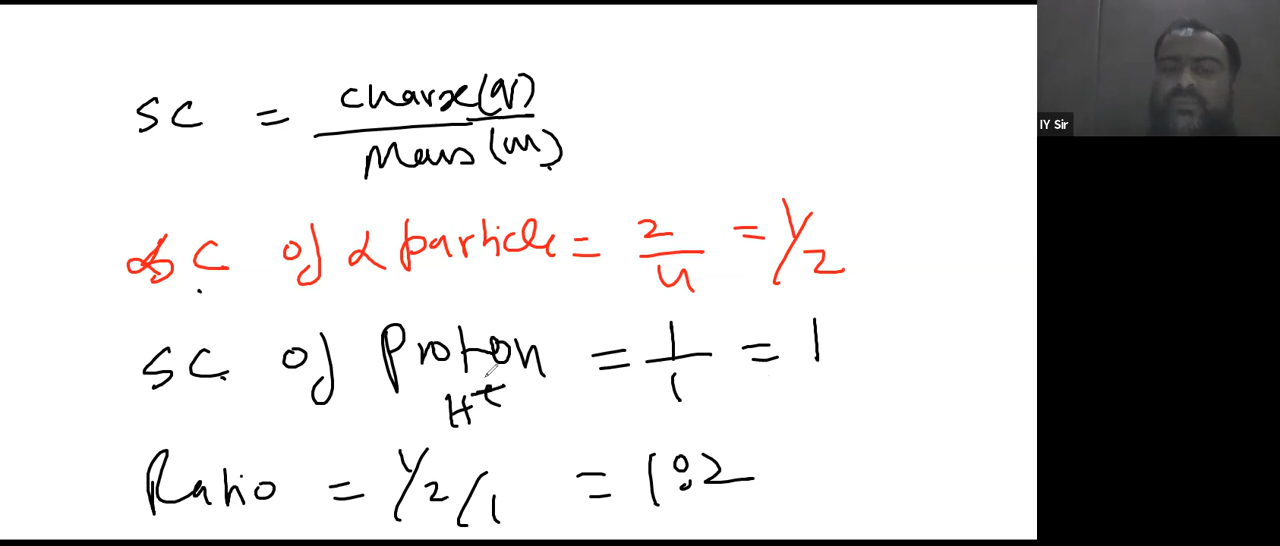 SC = charge(q) / Mass(m)
IY Sir
SC of α particle = 2/4 = 1/2
SC of Proton = 1/1 = 1
H+
Ratio = 1/2/1 = 1:2